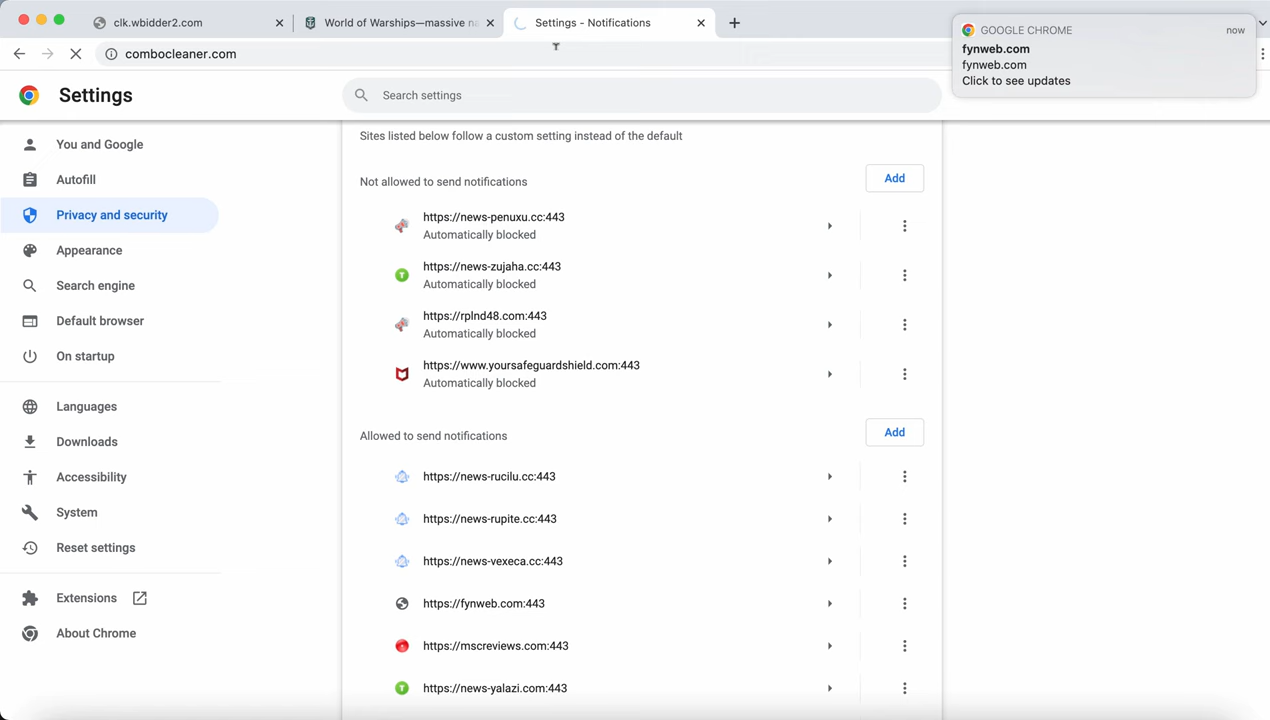 clk.wbidder2.com
World of Warships—massive na
Settings - Notifications
GOOGLE CHROME
now
fynweb.com
fynweb.com
Click to see updates
combocleaner.com
Settings
Search settings
You and Google
Autofill
Privacy and security
Appearance
Search engine
Default browser
On startup
Languages
Downloads
Accessibility
System
Reset settings
Extensions
About Chrome
Sites listed below follow a custom setting instead of the default
Not allowed to send notifications
Add
https://news-penuxu.cc:443
Automatically blocked
https://news-zujaha.cc:443
Automatically blocked
https://rplnd48.com:443
Automatically blocked
https://www.yoursafeguardshield.com:443
Automatically blocked
Allowed to send notifications
Add
https://news-rucilu.cc:443
https://news-rupite.cc:443
https://news-vexeca.cc:443
https://fynweb.com:443
https://mscreviews.com:443
https://news-yalazi.com:443